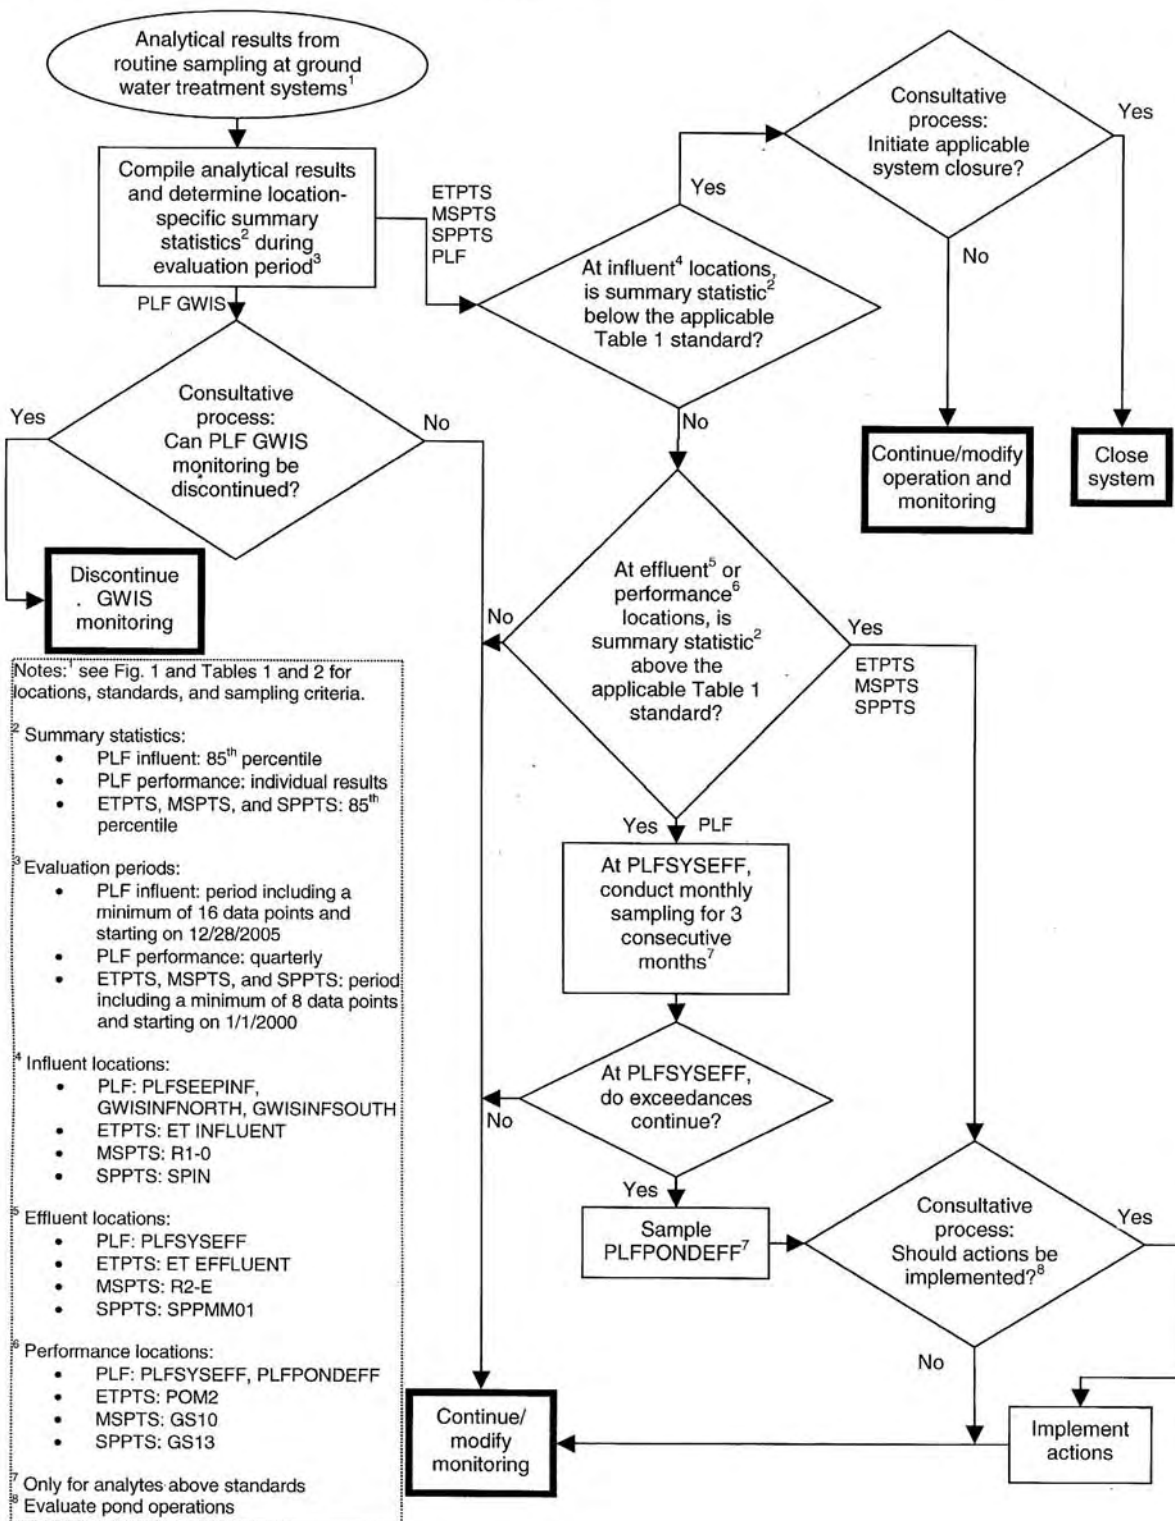 Analytical results from
routine sampling at ground
water treatment systems¹
Compile analytical results
and determine location-
specific summary
statistics² during
evaluation period³
ETPTS
MSPTS
SPPTS
PLF
PLF GWIS
Consultative
process:
Can PLF GWIS
monitoring be
discontinued?
Yes
No
Discontinue
GWIS
monitoring
At influent⁴ locations,
is summary statistic²
below the applicable
Table 1 standard?
Yes
No
Consultative
process:
Initiate applicable
system closure?
Yes
No
Continue/modify
operation and
monitoring
Close
system
At effluent⁵ or
performance⁶
locations, is
summary statistic²
above the
applicable Table 1
standard?
No
Yes
ETPTS
MSPTS
SPPTS
Yes PLF
At PLFSYSEFF,
conduct monthly
sampling for 3
consecutive
months⁷
At PLFSYSEFF,
do exceedances
continue?
No
Yes
Sample
PLFPONDEFF⁷
Consultative
process:
Should actions be
implemented?⁸
Yes
No
Implement
actions
Continue/
modify
monitoring
Notes:¹ see Fig. 1 and Tables 1 and 2 for
locations, standards, and sampling criteria.
² Summary statistics:
• PLF influent: 85th percentile
• PLF performance: individual results
• ETPTS, MSPTS, and SPPTS: 85th
percentile
³ Evaluation periods:
• PLF influent: period including a
minimum of 16 data points and
starting on 12/28/2005
• PLF performance: quarterly
• ETPTS, MSPTS, and SPPTS: period
including a minimum of 8 data points
and starting on 1/1/2000
⁴ Influent locations:
• PLF: PLFSEEPINF,
GWISINFNORTH, GWISINFSOUTH
• ETPTS: ET INFLUENT
• MSPTS: R1-0
• SPPTS: SPIN
⁵ Effluent locations:
• PLF: PLFSYSEFF
• ETPTS: ET EFFLUENT
• MSPTS: R2-E
• SPPTS: SPPMM01
⁶ Performance locations:
• PLF: PLFSYSEFF, PLFPONDEFF
• ETPTS: POM2
• MSPTS: GS10
• SPPTS: GS13
⁷ Only for analytes above standards
⁸ Evaluate pond operations